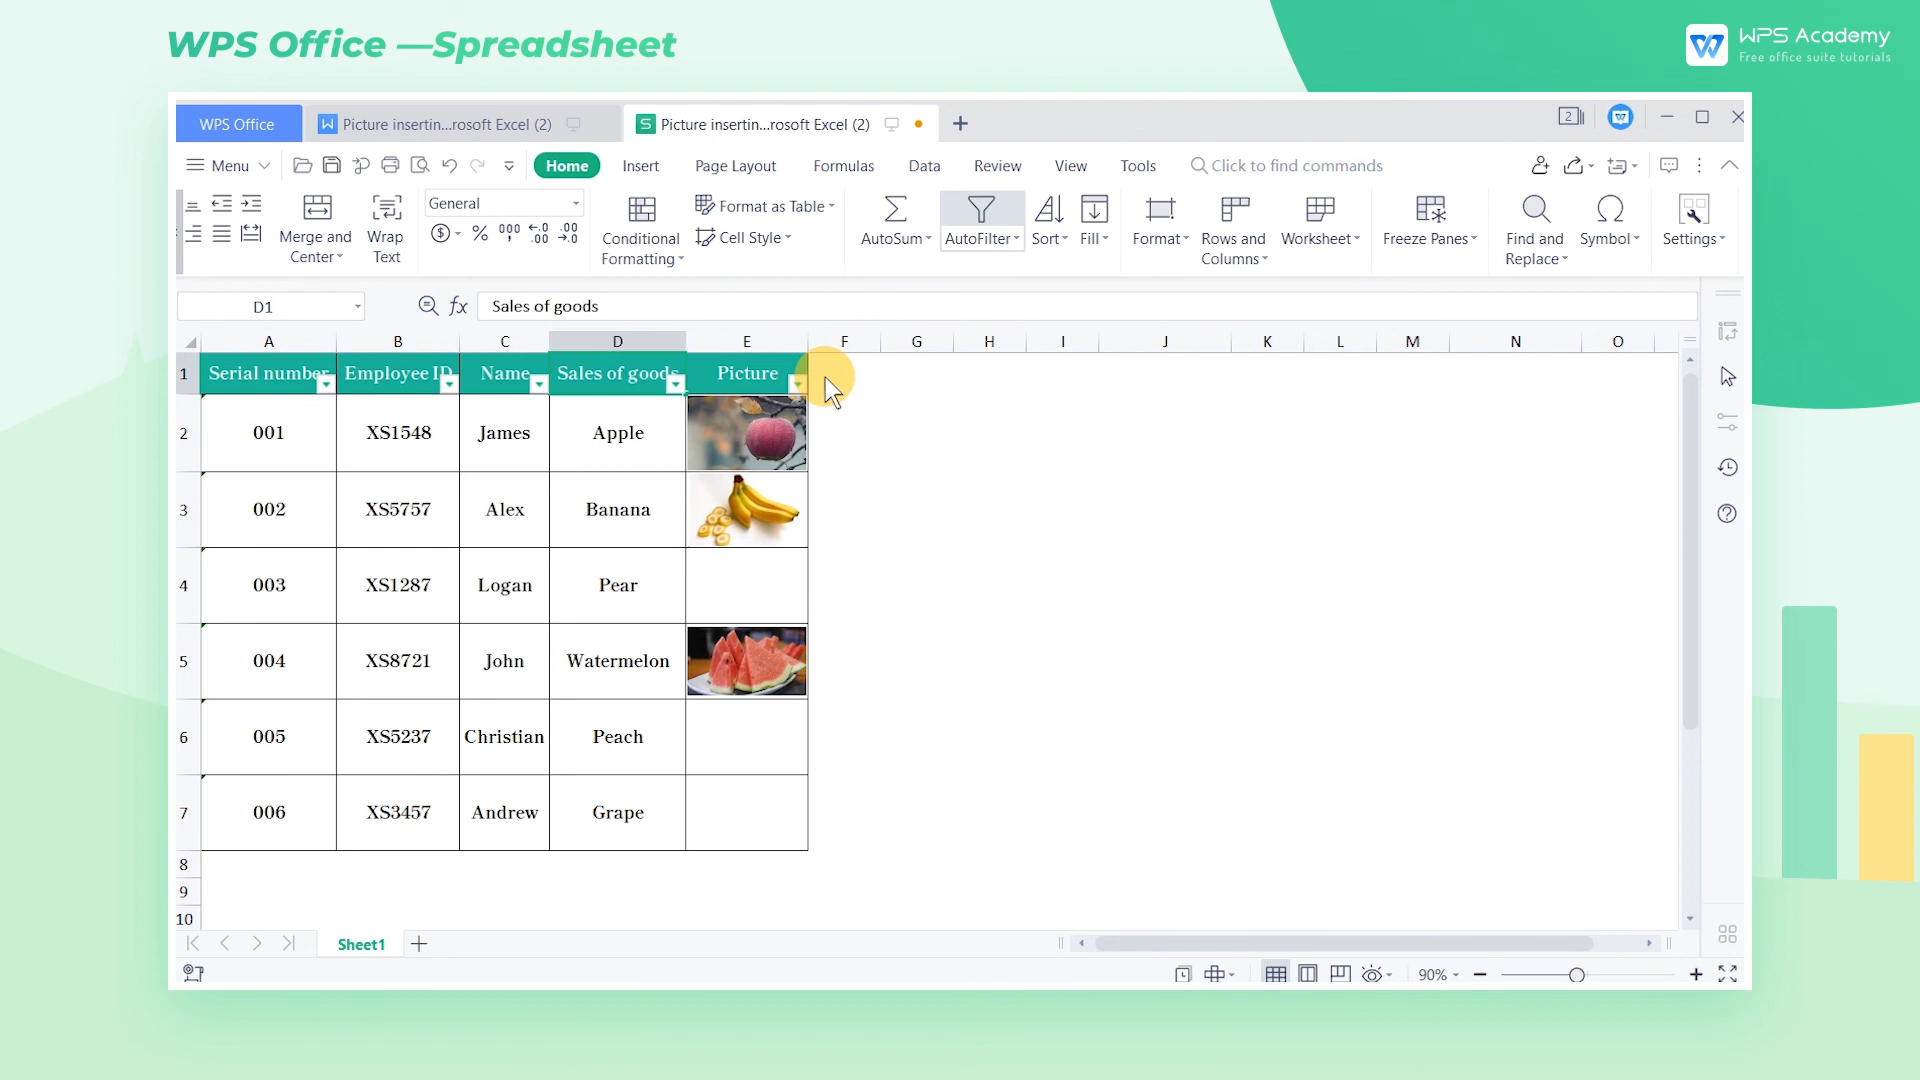 WPS Office —Spreadsheet
WPS Academy
Free office suite tutorials
WPS Office
Picture insertin...rosoft Excel (2)
Picture insertin...rosoft Excel (2)
2
Menu
Home Insert Page Layout Formulas Data Review View Tools Click to find commands
Merge and Center
Wrap Text
General
Conditional Formatting
Format as Table
Cell Style
AutoSum
AutoFilter
Sort
Fill
Format
Rows and Columns
Worksheet
Freeze Panes
Find and Replace
Symbol
Settings
D1
fx
Sales of goods
A B C D E F G H I J K L M N O
1 Serial number Employee ID Name Sales of goods Picture
2 001 XS1548 James Apple
3 002 XS5757 Alex Banana
4 003 XS1287 Logan Pear
5 004 XS8721 John Watermelon
6 005 XS5237 Christian Peach
7 006 XS3457 Andrew Grape
8
9
10
Sheet1
90%